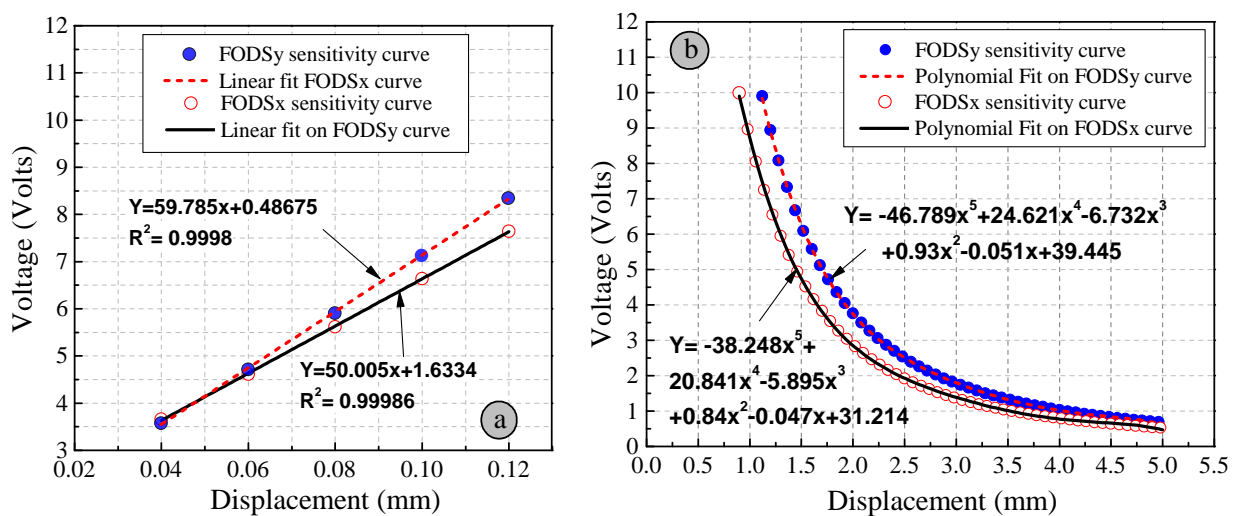 12
11
10
9
8
7
6
5
4
3
Voltage (Volts)
FODSy sensitivity curve
Linear fit FODSx curve
FODSx sensitivity curve
Linear fit on FODSy curve
Y=59.785x+0.48675
R2= 0.9998
Y=50.005x+1.6334
R2= 0.99986
a
0.02 0.04 0.06 0.08 0.10 0.12
Displacement (mm)
12
11
10
9
8
7
6
5
4
3
2
1
0
Voltage (Volts)
b
FODSy sensitivity curve
Polynomial Fit on FODSy curve
FODSx sensitivity curve
Polynomial Fit on FODSx curve
Y= -46.789x5+24.621x4-6.732x3
+0.93x2-0.051x+39.445
Y= -38.248x5+
20.841x4-5.895x3
+0.84x2-0.047x+31.214
0.0 0.5 1.0 1.5 2.0 2.5 3.0 3.5 4.0 4.5 5.0 5.5
Displacement (mm)